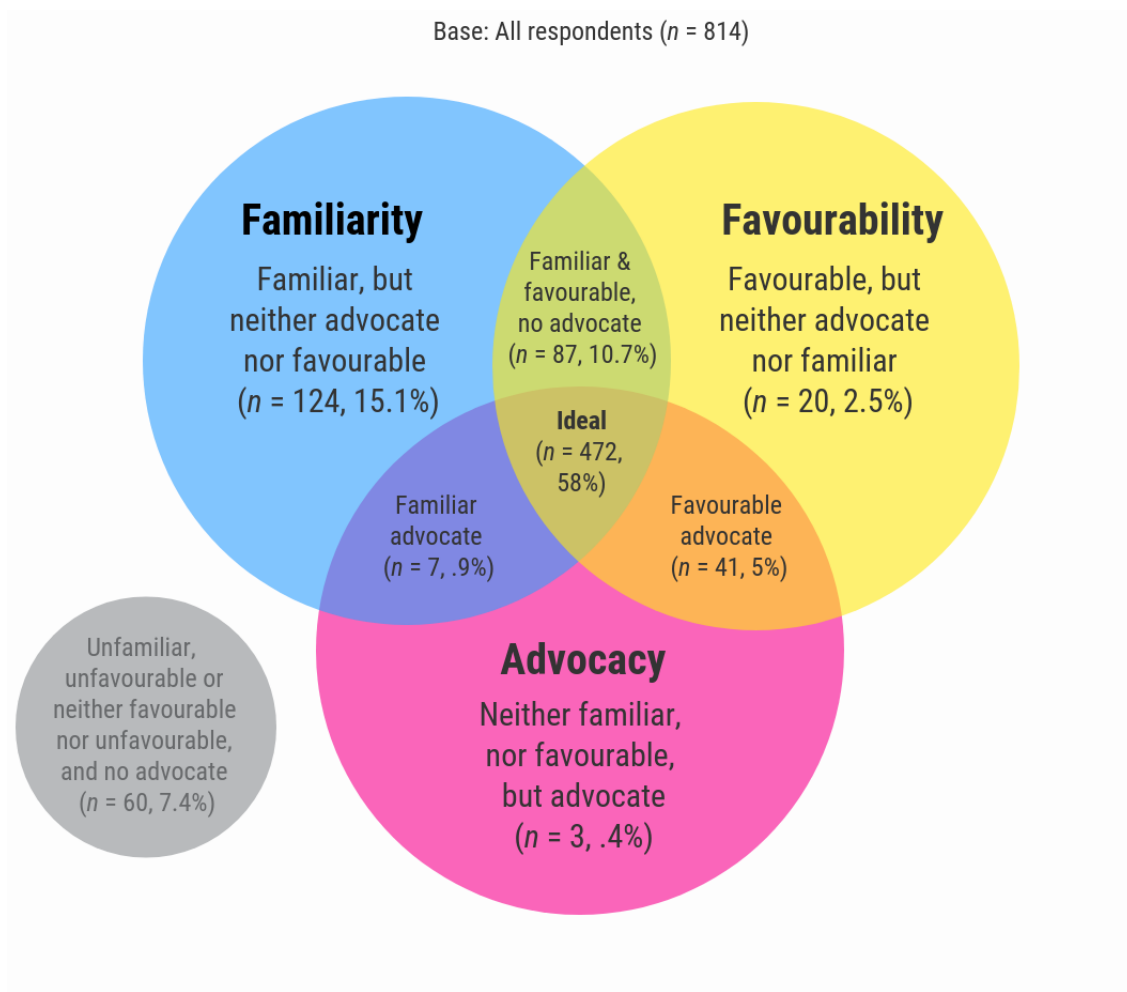 Base: All respondents (n = 814)
Familiarity
Familiar, but
neither advocate
nor favourable
(n = 124, 15.1%)
Familiar &
favourable,
no advocate
(n = 87, 10.7%)
Favourability
Favourable, but
neither advocate
nor familiar
(n = 20, 2.5%)
Ideal
(n = 472,
58%)
Familiar
advocate
(n = 7, .9%)
Favourable
advocate
(n = 41, 5%)
Unfamiliar,
unfavourable or
neither favourable
nor unfavourable,
and no advocate
(n = 60, 7.4%)
Advocacy
Neither familiar,
nor favourable,
but advocate
(n = 3, .4%)